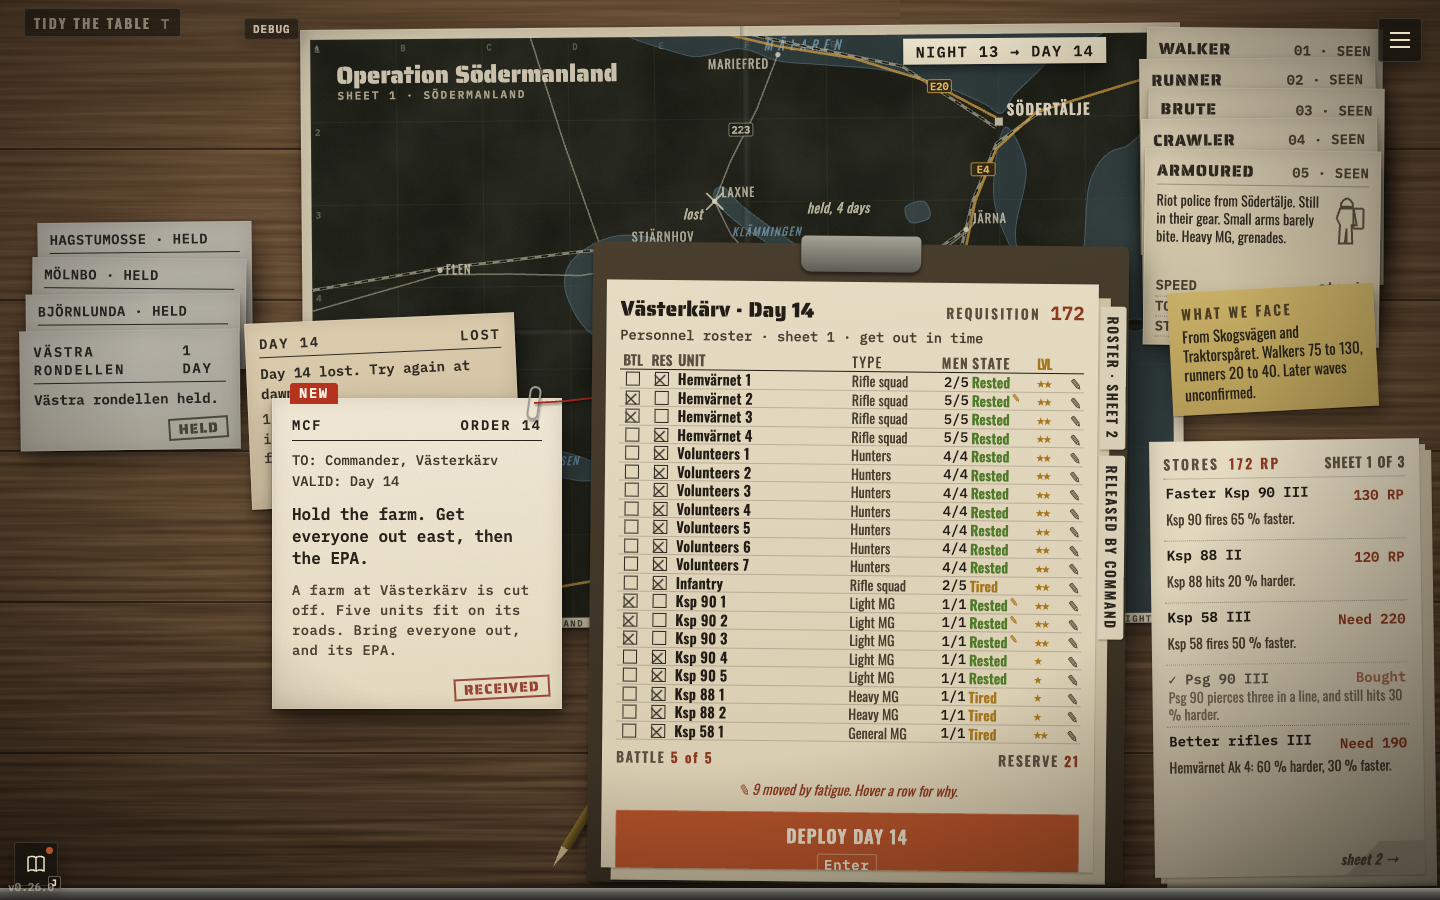 TIDY THE TABLE T
DEBUG
Operation Södermanland
SHEET 1 · SÖDERMANLAND
B
C
D
E
F
2
3
4
MÄLAREN
MARIEFRED
NIGHT 13 → DAY 14
E20
SÖDERTÄLJE
223
E4
LAXNE
lost
held, 4 days
KLÄMMINGEN
STJÄRNHOV
JÄRNA
FLEN
WALKER 01 · SEEN
RUNNER 02 · SEEN
BRUTE 03 · SEEN
CRAWLER 04 · SEEN
ARMOURED 05 · SEEN
Riot police from Södertälje. Still
in their gear. Small arms barely
bite. Heavy MG, grenades.
SPEED
WHAT WE FACE
From Skogsvägen and
Traktorspåret. Walkers 75 to 130,
runners 20 to 40. Later waves
unconfirmed.
HAGSTUMOSSE · HELD
MÖLNBO · HELD
BJÖRNLUNDA · HELD
VÄSTRA
RONDELLEN
1
DAY
Västra rondellen held.
HELD
DAY 14 LOST
Day 14 lost. Try again at
NEW
MCF ORDER 14
TO: Commander, Västerkärv
VALID: Day 14
Hold the farm. Get
everyone out east, then
the EPA.
A farm at Västerkärv is cut
off. Five units fit on its
roads. Bring everyone out,
and its EPA.
RECEIVED
Västerkärv · Day 14 REQUISITION 172
Personnel roster · sheet 1 · get out in time
BTL RES UNIT TYPE MEN STATE LVL
Hemvärnet 1 Rifle squad 2/5 Rested ★★
Hemvärnet 2 Rifle squad 5/5 Rested ★★
Hemvärnet 3 Rifle squad 5/5 Rested ★★
Hemvärnet 4 Rifle squad 5/5 Rested ★★
Volunteers 1 Hunters 4/4 Rested ★★
Volunteers 2 Hunters 4/4 Rested ★★
Volunteers 3 Hunters 4/4 Rested ★★
Volunteers 4 Hunters 4/4 Rested ★★
Volunteers 5 Hunters 4/4 Rested ★★
Volunteers 6 Hunters 4/4 Rested ★★
Volunteers 7 Hunters 4/4 Rested ★★
Infantry Rifle squad 2/5 Tired ★★
Ksp 90 1 Light MG 1/1 Rested ★★
Ksp 90 2 Light MG 1/1 Rested ★★
Ksp 90 3 Light MG 1/1 Rested ★★
Ksp 90 4 Light MG 1/1 Rested ★
Ksp 90 5 Light MG 1/1 Rested ★
Ksp 88 1 Heavy MG 1/1 Tired ★
Ksp 88 2 Heavy MG 1/1 Tired ★
Ksp 58 1 General MG 1/1 Tired ★★
BATTLE 5 of 5 RESERVE 21
✎ 9 moved by fatigue. Hover a row for why.
DEPLOY DAY 14
Enter
ROSTER · SHEET 2
RELEASED BY COMMAND
STORES 172 RP SHEET 1 OF 3
Faster Ksp 90 III 130 RP
Ksp 90 fires 65 % faster.
Ksp 88 II 120 RP
Ksp 88 hits 20 % harder.
Ksp 58 III Need 220
Ksp 58 fires 50 % faster.
✓ Psg 90 III Bought
Psg 90 pierces three in a line, and still hits 30
% harder.
Better rifles III Need 190
Hemvärnet Ak 4: 60 % harder, 30 % faster.
sheet 2 →
J
v0.26.0